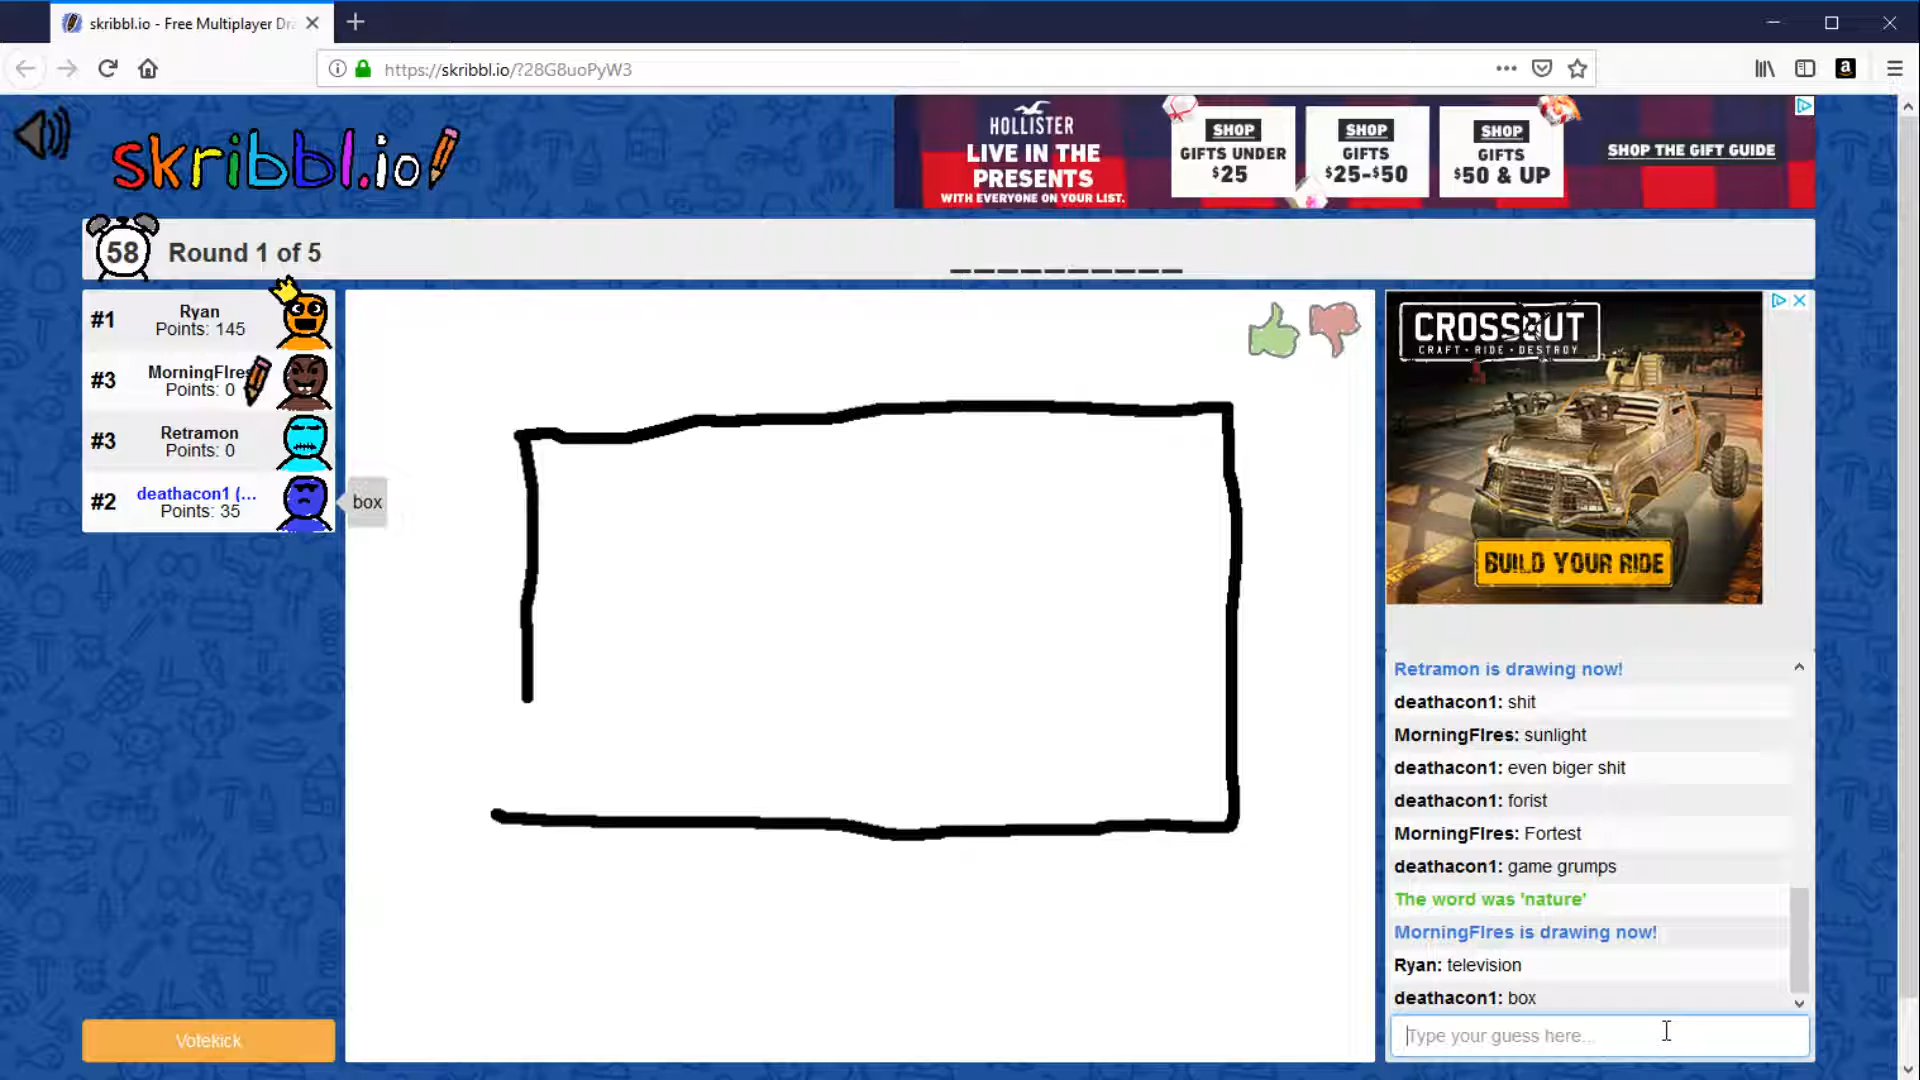 skribbl.io - Free Multiplayer Dra
https://skribbl.io/?28G8uoPyW3
skribbl.io
HOLLISTER
LIVE IN THE
PRESENTS
WITH EVERYONE ON YOUR LIST.
SHOP
GIFTS UNDER
$25
SHOP
GIFTS
$25-$50
SHOP
GIFTS
$50 & UP
SHOP THE GIFT GUIDE
58
Round 1 of 5
__________
#1
Ryan
Points: 145
#3
MorningFIres
Points: 0
#3
Retramon
Points: 0
#2
deathacon1 (...
Points: 35
box
CROSSOUT
CRAFT · RIDE · DESTROY
BUILD YOUR RIDE
Retramon is drawing now!
deathacon1: shit
MorningFIres: sunlight
deathacon1: even biger shit
deathacon1: forist
MorningFIres: Fortest
deathacon1: game grumps
The word was 'nature'
MorningFIres is drawing now!
Ryan: television
deathacon1: box
Type your guess here...
Votekick